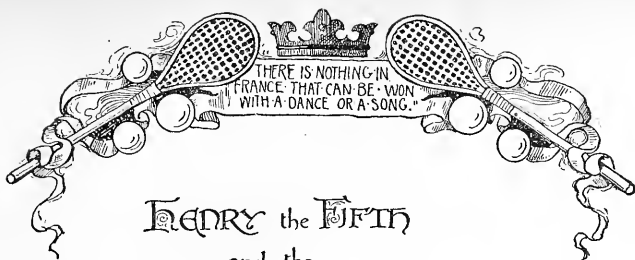 THERE IS NOTHING IN
FRANCE THAT CAN BE WON
WITH A DANCE OR A SONG."
HENRY the FIFTH
and the